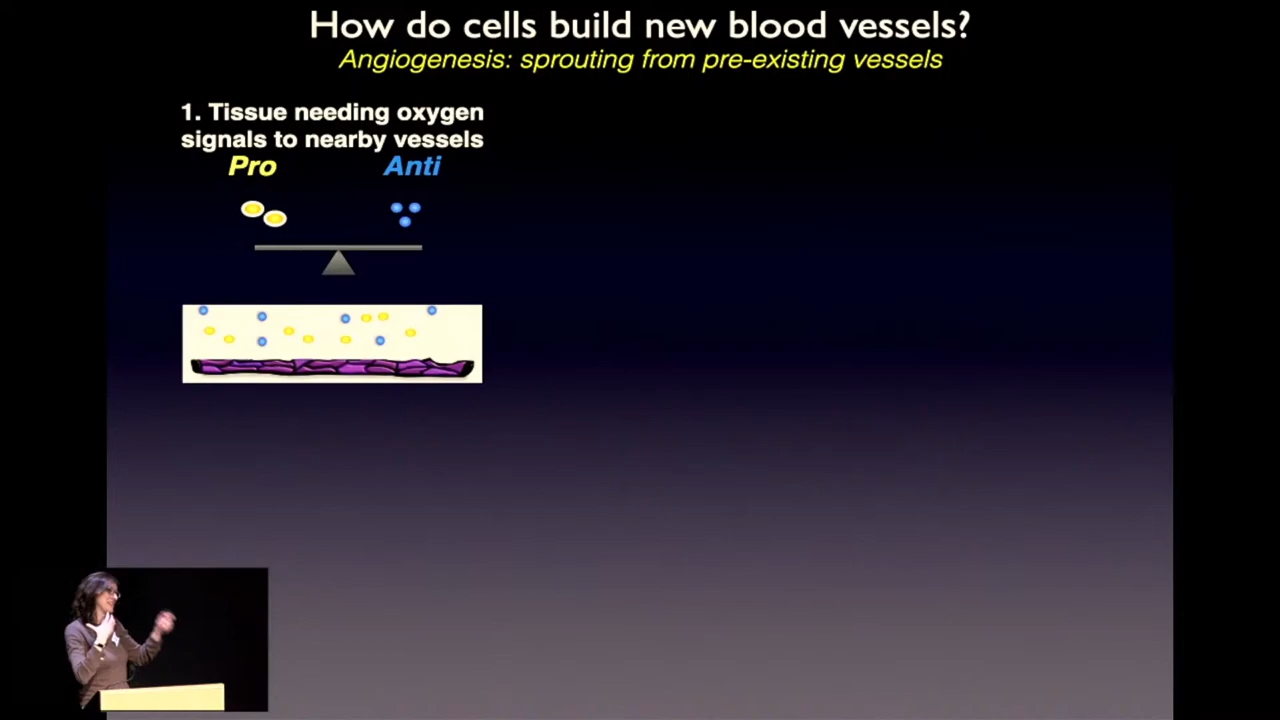 How do cells build new blood vessels?
Angiogenesis: sprouting from pre-existing vessels
1. Tissue needing oxygen
signals to nearby vessels
Pro Anti